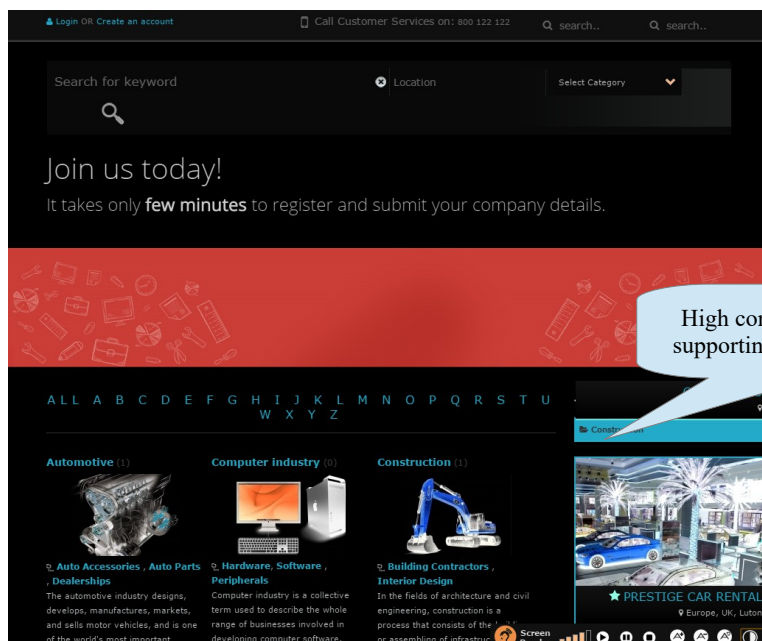 Login OR Create an account
Call Customer Services on: 800 122 122
search..
search..
Search for keyword
Location
Select Category
Join us today!
It takes only few minutes to register and submit your company details.
High con
supportin
ALL A B C D E F G H I J K L M N O P Q R S T U
W X Y Z
Construction
Automotive (1)
Computer industry (0)
Construction (1)
Auto Accessories , Auto Parts
, Dealerships
The automotive industry designs,
develops, manufactures, markets,
and sells motor vehicles, and is one
of the world's most important
Hardware, Software ,
Peripherals
Computer industry is a collective
term used to describe the whole
range of businesses involved in
developing computer software,
Building Contractors ,
Interior Design
In the fields of architecture and civil
engineering, construction is a
process that consists of the
or assembling of infrastruc
PRESTIGE CAR RENTAL
Europe, UK, Luton
Screen